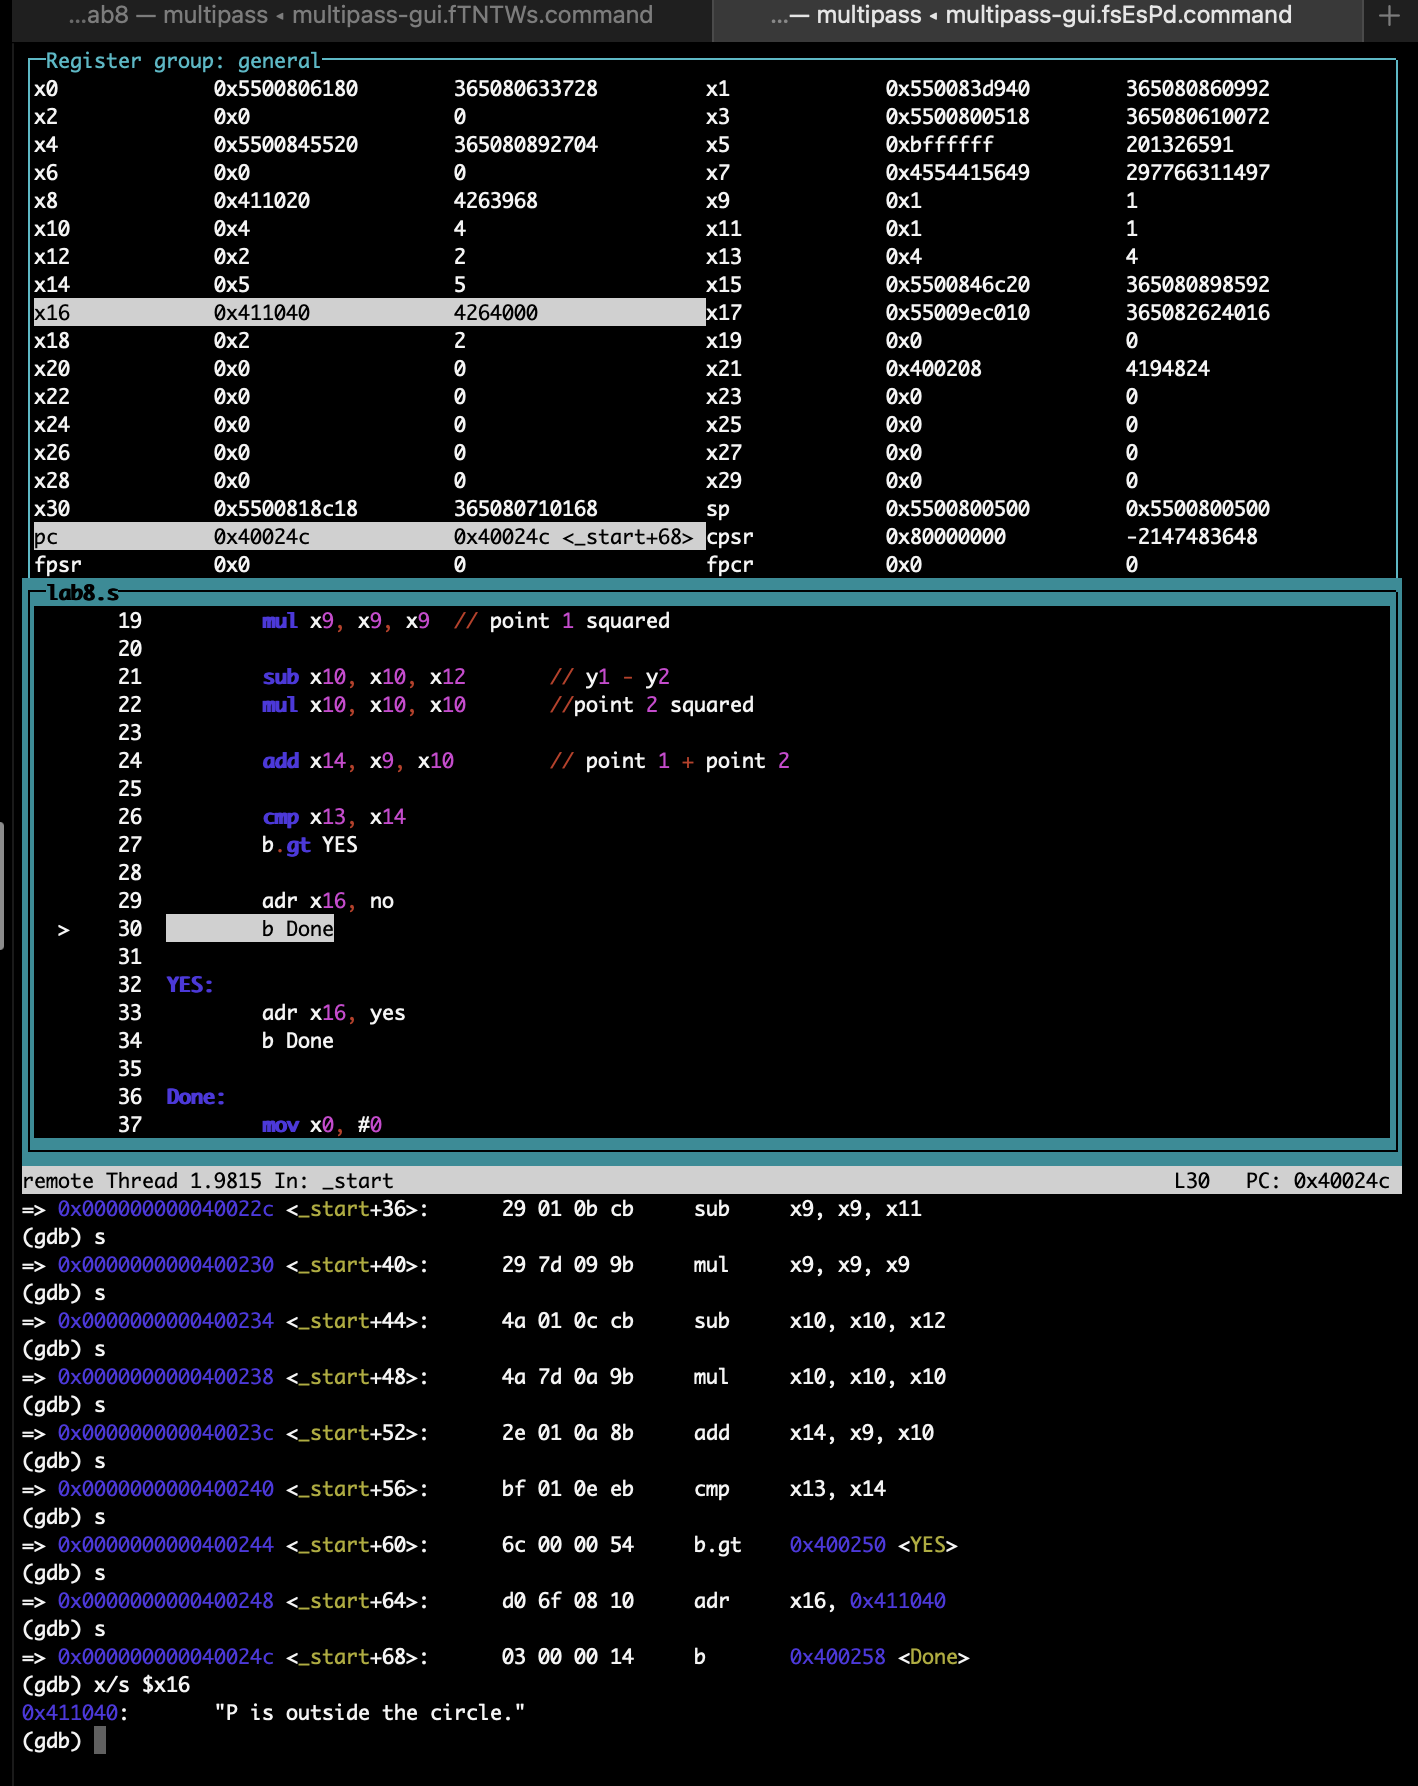 ...ab8 — multipass ◂ multipass-gui.fTNTWs.command ...— multipass ◂ multipass-gui.fsEsPd.command +
Register group: general
x0 0x5500806180 365080633728 x1 0x550083d940 365080860992
x2 0x0 0 x3 0x5500800518 365080610072
x4 0x5500845520 365080892704 x5 0xbffffff 201326591
x6 0x0 0 x7 0x4554415649 297766311497
x8 0x411020 4263968 x9 0x1 1
x10 0x4 4 x11 0x1 1
x12 0x2 2 x13 0x4 4
x14 0x5 5 x15 0x5500846c20 365080898592
x16 0x411040 4264000 x17 0x55009ec010 365082624016
x18 0x2 2 x19 0x0 0
x20 0x0 0 x21 0x400208 4194824
x22 0x0 0 x23 0x0 0
x24 0x0 0 x25 0x0 0
x26 0x0 0 x27 0x0 0
x28 0x0 0 x29 0x0 0
x30 0x5500818c18 365080710168 sp 0x5500800500 0x5500800500
pc 0x40024c 0x40024c <_start+68> cpsr 0x80000000 -2147483648
fpsr 0x0 0 fpcr 0x0 0
lab8.s
19 mul x9, x9, x9 // point 1 squared
20
21 sub x10, x10, x12 // y1 - y2
22 mul x10, x10, x10 //point 2 squared
23
24 add x14, x9, x10 // point 1 + point 2
25
26 cmp x13, x14
27 b.gt YES
28
29 adr x16, no
> 30 b Done
31
32 YES:
33 adr x16, yes
34 b Done
35
36 Done:
37 mov x0, #0
remote Thread 1.9815 In: _start L30 PC: 0x40024c
=> 0x000000000040022c <_start+36>: 29 01 0b cb sub x9, x9, x11
(gdb) s
=> 0x0000000000400230 <_start+40>: 29 7d 09 9b mul x9, x9, x9
(gdb) s
=> 0x0000000000400234 <_start+44>: 4a 01 0c cb sub x10, x10, x12
(gdb) s
=> 0x0000000000400238 <_start+48>: 4a 7d 0a 9b mul x10, x10, x10
(gdb) s
=> 0x000000000040023c <_start+52>: 2e 01 0a 8b add x14, x9, x10
(gdb) s
=> 0x0000000000400240 <_start+56>: bf 01 0e eb cmp x13, x14
(gdb) s
=> 0x0000000000400244 <_start+60>: 6c 00 00 54 b.gt 0x400250 <YES>
(gdb) s
=> 0x0000000000400248 <_start+64>: d0 6f 08 10 adr x16, 0x411040
(gdb) s
=> 0x000000000040024c <_start+68>: 03 00 00 14 b 0x400258 <Done>
(gdb) x/s $x16
0x411040: "P is outside the circle."
(gdb)